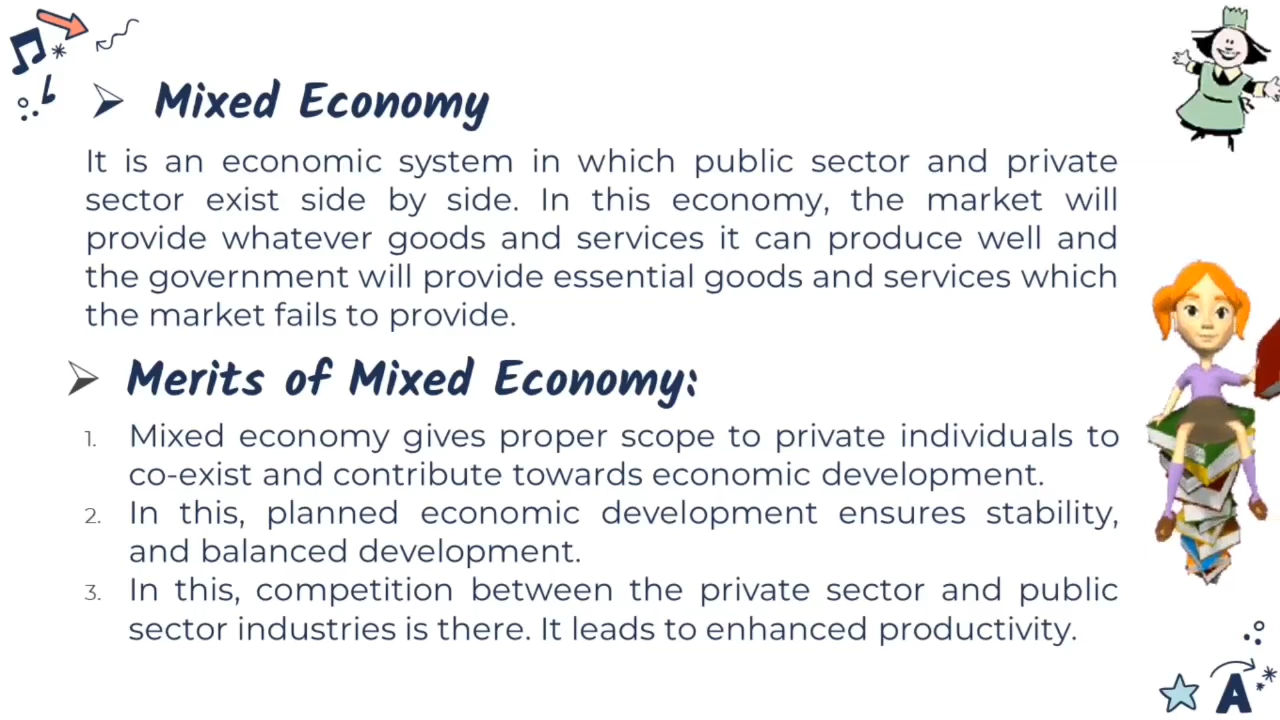 ➢ Mixed Economy
It is an economic system in which public sector and private
sector exist side by side. In this economy, the market will
provide whatever goods and services it can produce well and
the government will provide essential goods and services which
the market fails to provide.
➢ Merits of Mixed Economy:
1. Mixed economy gives proper scope to private individuals to
co-exist and contribute towards economic development.
2. In this, planned economic development ensures stability,
and balanced development.
3. In this, competition between the private sector and public
sector industries is there. It leads to enhanced productivity.
A